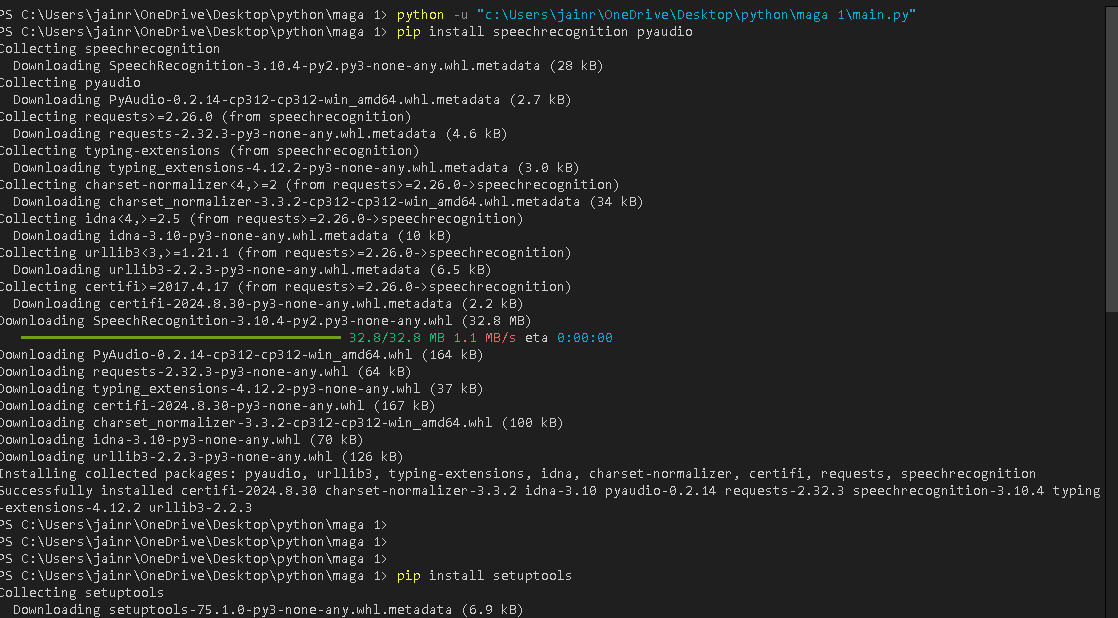 PS C:\Users\jainr\OneDrive\Desktop\python\maga 1> python -u "c:\Users\jainr\OneDrive\Desktop\python\maga 1\main.py"
PS C:\Users\jainr\OneDrive\Desktop\python\maga 1> pip install speechrecognition pyaudio
Collecting speechrecognition
  Downloading SpeechRecognition-3.10.4-py2.py3-none-any.whl.metadata (28 kB)
Collecting pyaudio
  Downloading PyAudio-0.2.14-cp312-cp312-win_amd64.whl.metadata (2.7 kB)
Collecting requests>=2.26.0 (from speechrecognition)
  Downloading requests-2.32.3-py3-none-any.whl.metadata (4.6 kB)
Collecting typing-extensions (from speechrecognition)
  Downloading typing_extensions-4.12.2-py3-none-any.whl.metadata (3.0 kB)
Collecting charset-normalizer<4,>=2 (from requests>=2.26.0->speechrecognition)
  Downloading charset_normalizer-3.3.2-cp312-cp312-win_amd64.whl.metadata (34 kB)
Collecting idna<4,>=2.5 (from requests>=2.26.0->speechrecognition)
  Downloading idna-3.10-py3-none-any.whl.metadata (10 kB)
Collecting urllib3<3,>=1.21.1 (from requests>=2.26.0->speechrecognition)
  Downloading urllib3-2.2.3-py3-none-any.whl.metadata (6.5 kB)
Collecting certifi>=2017.4.17 (from requests>=2.26.0->speechrecognition)
  Downloading certifi-2024.8.30-py3-none-any.whl.metadata (2.2 kB)
Downloading SpeechRecognition-3.10.4-py2.py3-none-any.whl (32.8 MB)
32.8/32.8 MB 1.1 MB/s eta 0:00:00
Downloading PyAudio-0.2.14-cp312-cp312-win_amd64.whl (164 kB)
Downloading requests-2.32.3-py3-none-any.whl (64 kB)
Downloading typing_extensions-4.12.2-py3-none-any.whl (37 kB)
Downloading certifi-2024.8.30-py3-none-any.whl (167 kB)
Downloading charset_normalizer-3.3.2-cp312-cp312-win_amd64.whl (100 kB)
Downloading idna-3.10-py3-none-any.whl (70 kB)
Downloading urllib3-2.2.3-py3-none-any.whl (126 kB)
Installing collected packages: pyaudio, urllib3, typing-extensions, idna, charset-normalizer, certifi, requests, speechrecognition
Successfully installed certifi-2024.8.30 charset-normalizer-3.3.2 idna-3.10 pyaudio-0.2.14 requests-2.32.3 speechrecognition-3.10.4 typing
-extensions-4.12.2 urllib3-2.2.3
PS C:\Users\jainr\OneDrive\Desktop\python\maga 1>
PS C:\Users\jainr\OneDrive\Desktop\python\maga 1>
PS C:\Users\jainr\OneDrive\Desktop\python\maga 1>
PS C:\Users\jainr\OneDrive\Desktop\python\maga 1> pip install setuptools
Collecting setuptools
  Downloading setuptools-75.1.0-py3-none-any.whl.metadata (6.9 kB)